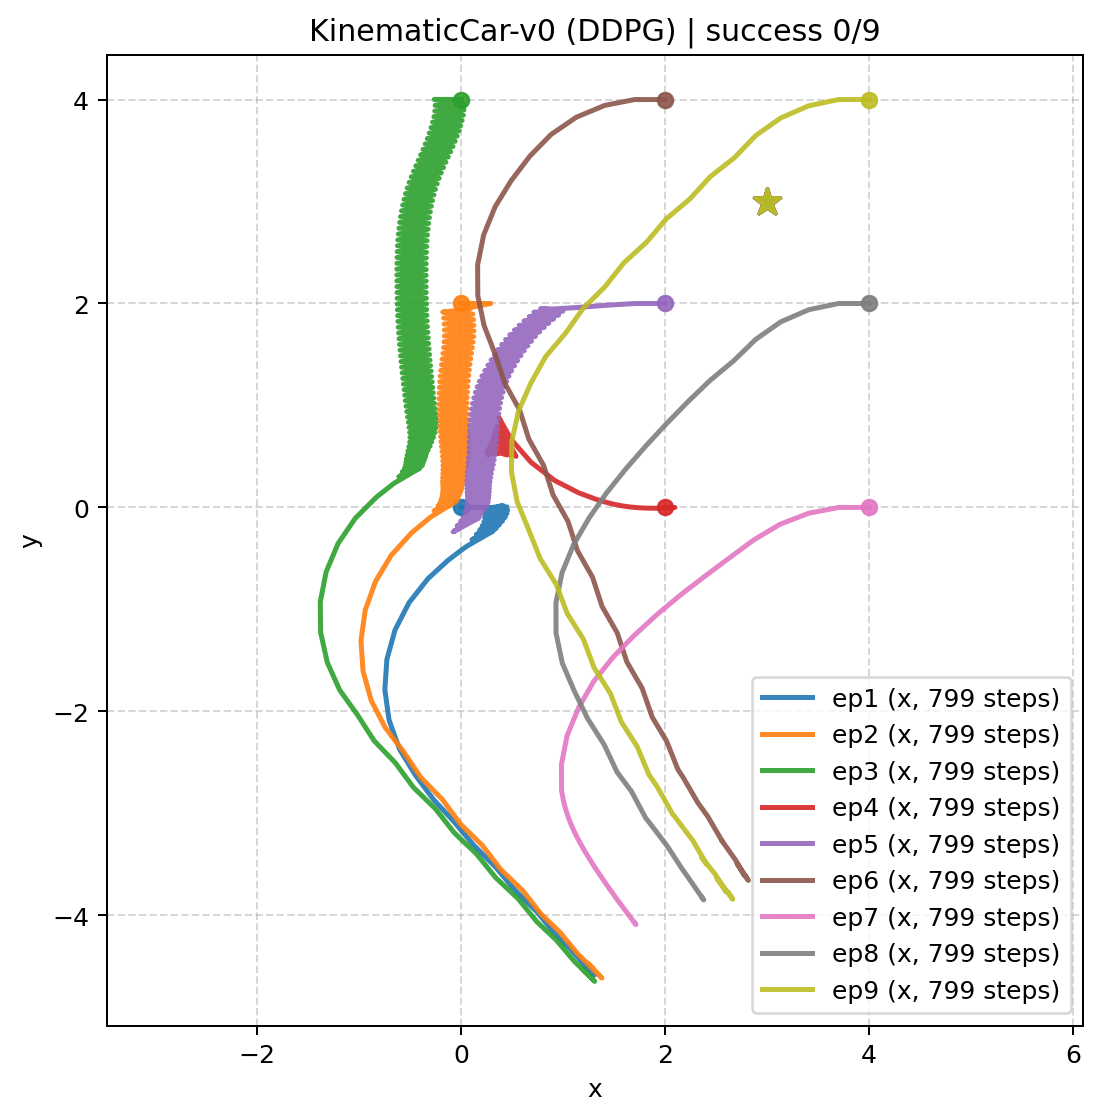 KinematicCar-v0 (DDPG) | success 0/9
4
2
0
−2
−4
y
−2
0
2
4
6
x
ep1 (x, 799 steps)
ep2 (x, 799 steps)
ep3 (x, 799 steps)
ep4 (x, 799 steps)
ep5 (x, 799 steps)
ep6 (x, 799 steps)
ep7 (x, 799 steps)
ep8 (x, 799 steps)
ep9 (x, 799 steps)